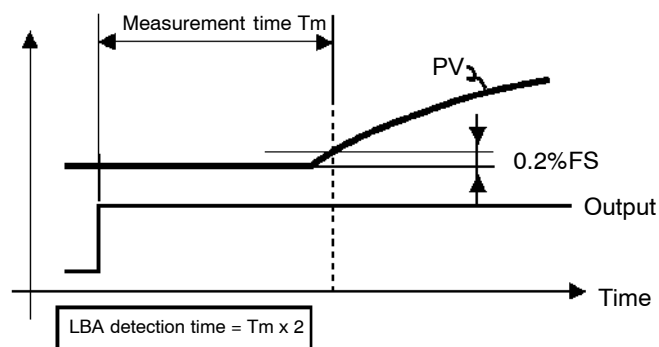 Measurement time Tm
PV
0.2%FS
Output
Time
LBA detection time = Tm x 2